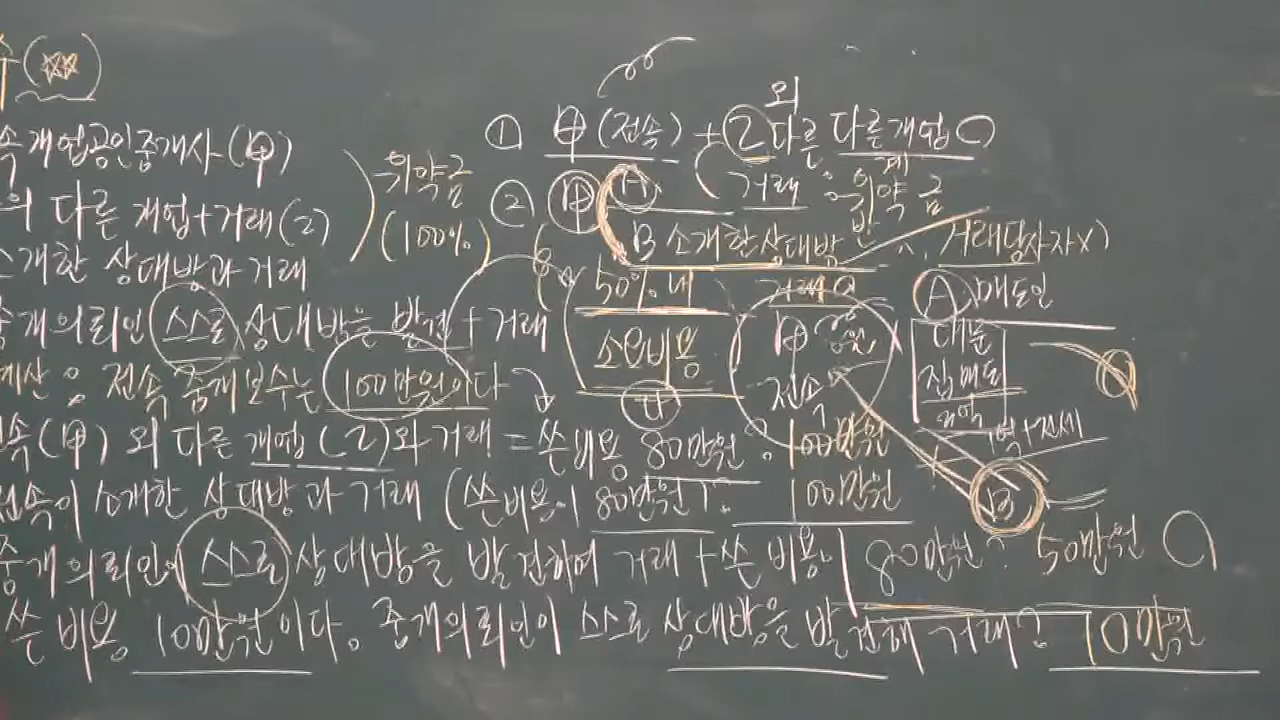 속개업공인중개사(甲)
외 다른 개업+거래(乙)
소개한 상대방과 거래
위약금
(100%)
중개의뢰인 스스로 상대방을 발견 + 거래
계산 : 전속 중개보수는 100만원이다
전속(甲) 외 다른 개업(乙)와 거래 = 쓴비용 80만원? 100만원
전속이 소개한 상대방과 거래 (쓴비용 80만원)? 100만원
중개의뢰인이 스스로 상대방을 발견하여 거래 + 쓴 비용 80만원? 50만원
쓴 비용 10만원이다. 중개의뢰인이 스스로 상대방을 발견해 거래? 10만원
외
① 甲(전속) + 乙 다른 다른개업
거래 : 위약금
② 甲 A
B 소개한 상대방
거래당사자X)
50% 내
거래
소요비용
甲
전속
A 매도인
B